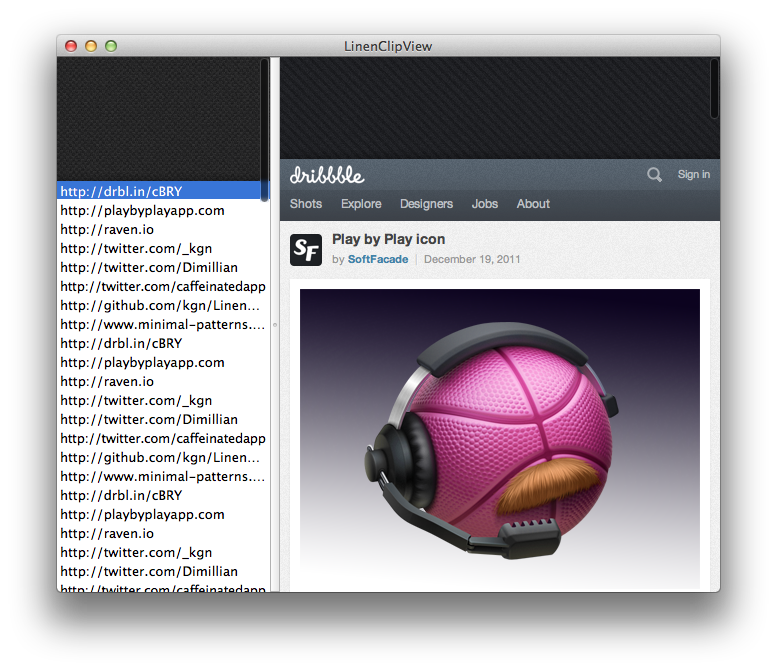 LinenClipView
http://drbl.in/cBRY
http://playbyplayapp.com
http://raven.io
http://twitter.com/_kgn
http://twitter.com/Dimillian
http://twitter.com/caffeinatedapp
http://github.com/kgn/Linen...
http://www.minimal-patterns....
http://drbl.in/cBRY
http://playbyplayapp.com
http://raven.io
http://twitter.com/_kgn
http://twitter.com/Dimillian
http://twitter.com/caffeinatedapp
http://github.com/kgn/Linen...
http://www.minimal-patterns....
http://drbl.in/cBRY
http://playbyplayapp.com
http://raven.io
http://twitter.com/_kgn
http://twitter.com/Dimillian
http://twitter.com/caffeinatedapp
dribbble
Sign in
Shots Explore Designers Jobs About
SF
Play by Play icon
by SoftFacade December 19, 2011